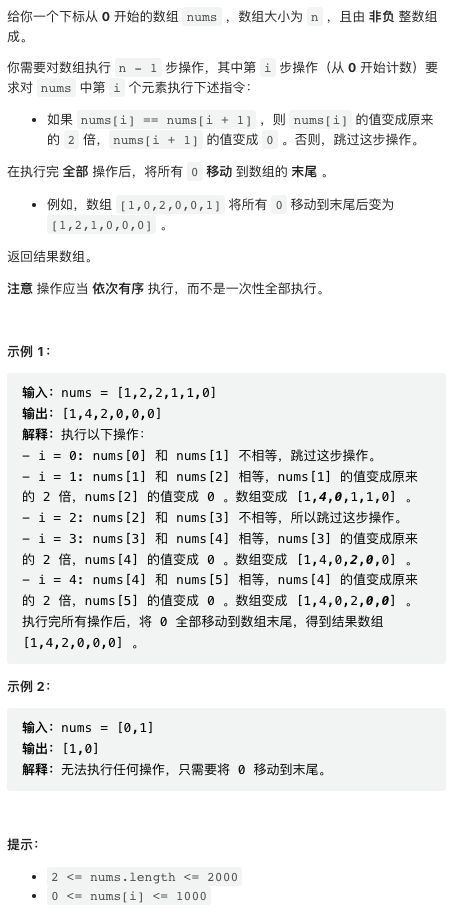 给你一个下标从 0 开始的数组 nums ，数组大小为 n ，且由 非负 整数组
成。
你需要对数组执行 n - 1 步操作，其中第 i 步操作（从 0 开始计数）要
求对 nums 中第 i 个元素执行下述指令：
• 如果 nums[i] == nums[i + 1] ，则 nums[i] 的值变成原来
的 2 倍，nums[i + 1] 的值变成 0 。否则，跳过这步操作。
在执行完 全部 操作后，将所有 0 移动 到数组的 末尾 。
• 例如，数组 [1,0,2,0,0,1] 将所有 0 移动到末尾后变为
[1,2,1,0,0,0] 。
返回结果数组。
注意 操作应当 依次有序 执行，而不是一次性全部执行。
示例 1：
输入：nums = [1,2,2,1,1,0]
输出：[1,4,2,0,0,0]
解释：执行以下操作：
- i = 0: nums[0] 和 nums[1] 不相等，跳过这步操作。
- i = 1: nums[1] 和 nums[2] 相等，nums[1] 的值变成原来
的 2 倍，nums[2] 的值变成 0 。数组变成 [1,4,0,1,1,0] 。
- i = 2: nums[2] 和 nums[3] 不相等，所以跳过这步操作。
- i = 3: nums[3] 和 nums[4] 相等，nums[3] 的值变成原来
的 2 倍，nums[4] 的值变成 0 。数组变成 [1,4,0,2,0,0] 。
- i = 4: nums[4] 和 nums[5] 相等，nums[4] 的值变成原来
的 2 倍，nums[5] 的值变成 0 。数组变成 [1,4,0,2,0,0] 。
执行完所有操作后，将 0 全部移动到数组末尾，得到结果数组
[1,4,2,0,0,0] 。
示例 2：
输入：nums = [0,1]
输出：[1,0]
解释：无法执行任何操作，只需要将 0 移动到末尾。
提示：
• 2 <= nums.length <= 2000
• 0 <= nums[i] <= 1000